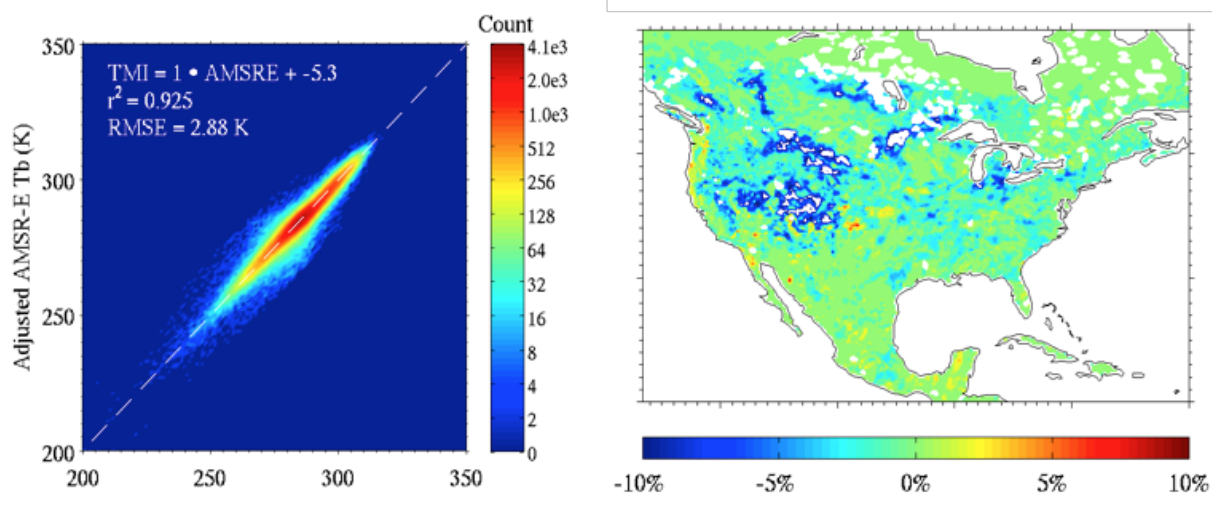 Count
350
300
250
200
Adjusted AMSR-E Tb (K)
TMI = 1 • AMSRE + -5.3
r² = 0.925
RMSE = 2.88 K
200
250
300
350
4.1e3
2.0e3
1.0e3
512
256
128
64
32
16
8
4
2
0
-10%
-5%
0%
5%
10%